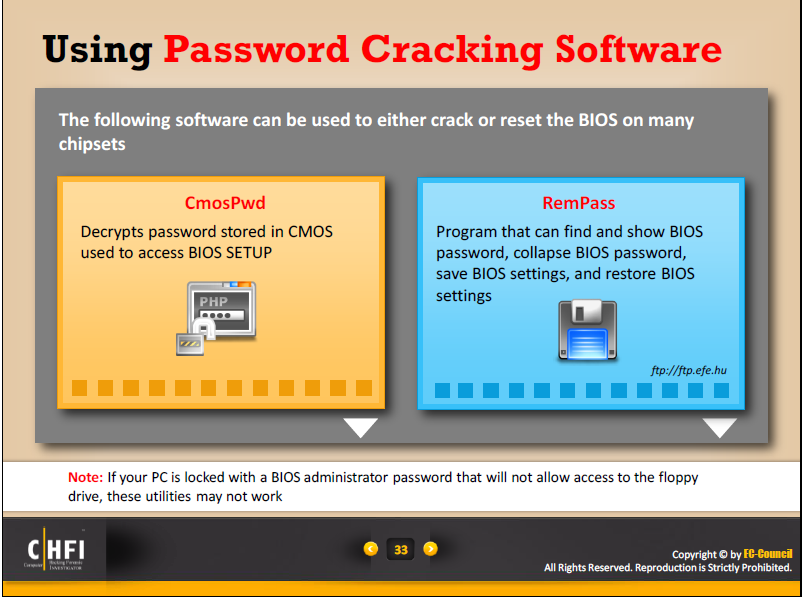 Using Password Cracking Software
The following software can be used to either crack or reset the BIOS on many
chipsets
CmosPwd
Decrypts password stored in CMOS
used to access BIOS SETUP
PHP
RemPass
Program that can find and show BIOS
password, collapse BIOS password,
save BIOS settings, and restore BIOS
settings
ftp://ftp.efe.hu
Note: If your PC is locked with a BIOS administrator password that will not allow access to the floppy
drive, these utilities may not work
CHFI
Computer Hacking Forensic
INVESTIGATOR
33
Copyright © by EC-Council
All Rights Reserved. Reproduction is Strictly Prohibited.